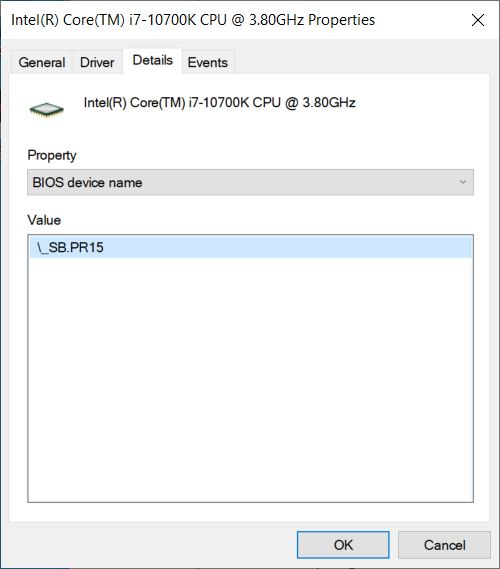 Intel(R) Core(TM) i7-10700K CPU @ 3.80GHz Properties
General Driver Details Events
Intel(R) Core(TM) i7-10700K CPU @ 3.80GHz
Property
BIOS device name
Value
\_SB.PR15
OK Cancel